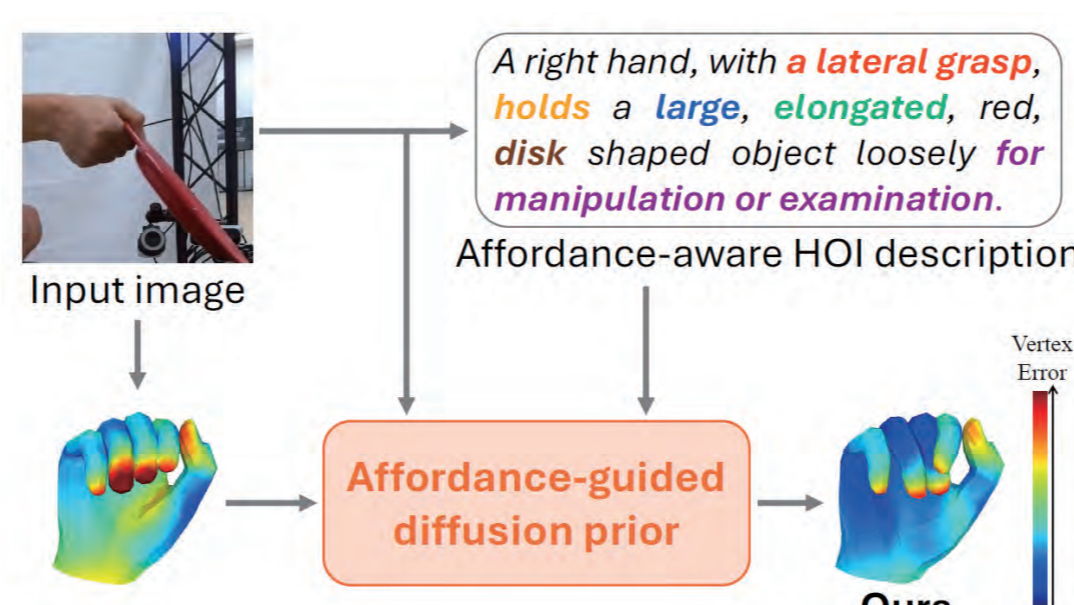 A right hand, with a lateral grasp,
holds a large, elongated, red,
disk shaped object loosely for
manipulation or examination.
Affordance-aware HOI description
Input image
Vertex
Error
Affordance-guided
diffusion prior
Ours